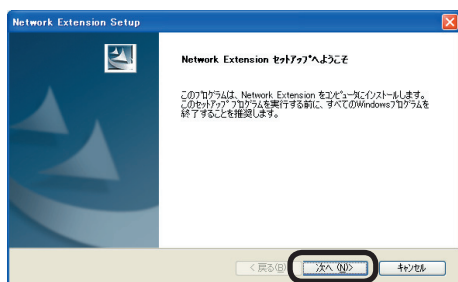 Network Extension Setup
Network Extension ｾｯﾄｱｯﾌﾟへようこそ
このﾌﾟﾛｸﾞﾗﾑは、Network Extension をｺﾝﾋﾟｭｰﾀにｲﾝｽﾄｰﾙします。
このｾｯﾄｱｯﾌﾟ ﾌﾟﾛｸﾞﾗﾑを実行する前に、すべてのWindowsﾌﾟﾛｸﾞﾗﾑを
終了することを推奨します。
< 戻る(B) 次へ (N)> ｷｬﾝｾﾙ